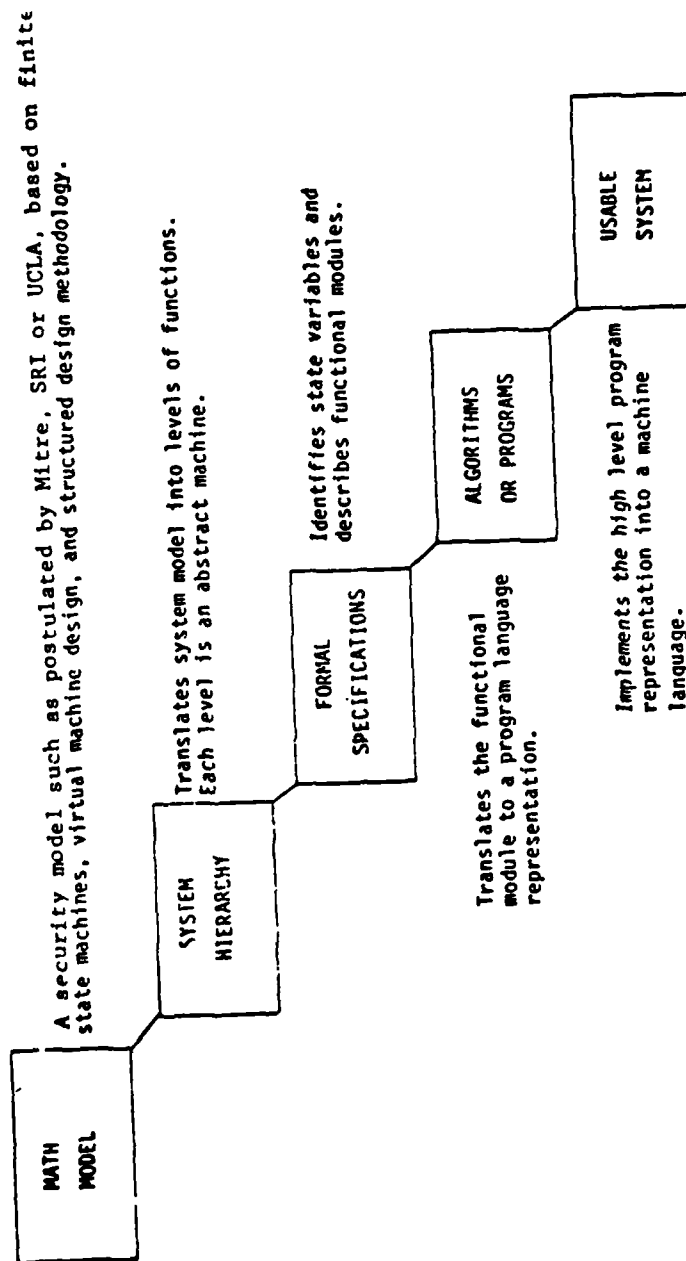 MATH
MODEL
A security model such as postulated by Mitre, SRI or UCLA, based on finite
state machines, virtual machine design, and structured design methodology.
SYSTEM
HIERARCHY
Translates system model into levels of functions.
Each level is an abstract machine.
FORMAL
SPECIFICATIONS
Identifies state variables and
describes functional modules.
Translates the functional
module to a program language
representation.
ALGORITHMS
OR PROGRAMS
Implements the high level program
representation into a machine
language.
USABLE
SYSTEM